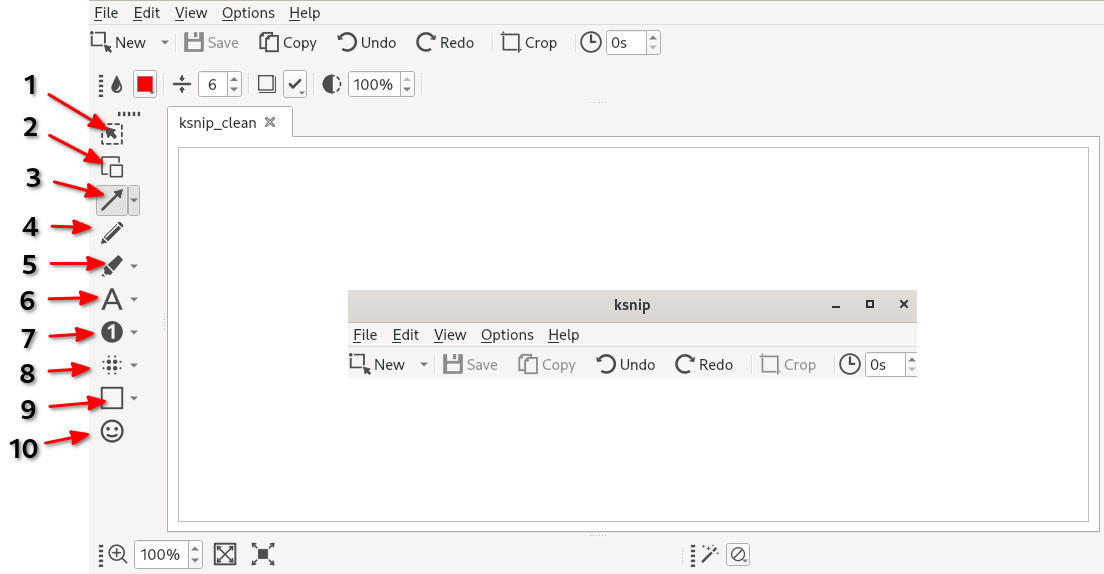 File Edit View Options Help
New Save Copy Undo Redo Crop 0s
6 100%
1
ksnip_clean
2
3
4
5
6 A
7 1
8
9
10
ksnip
File Edit View Options Help
New Save Copy Undo Redo Crop 0s
100%